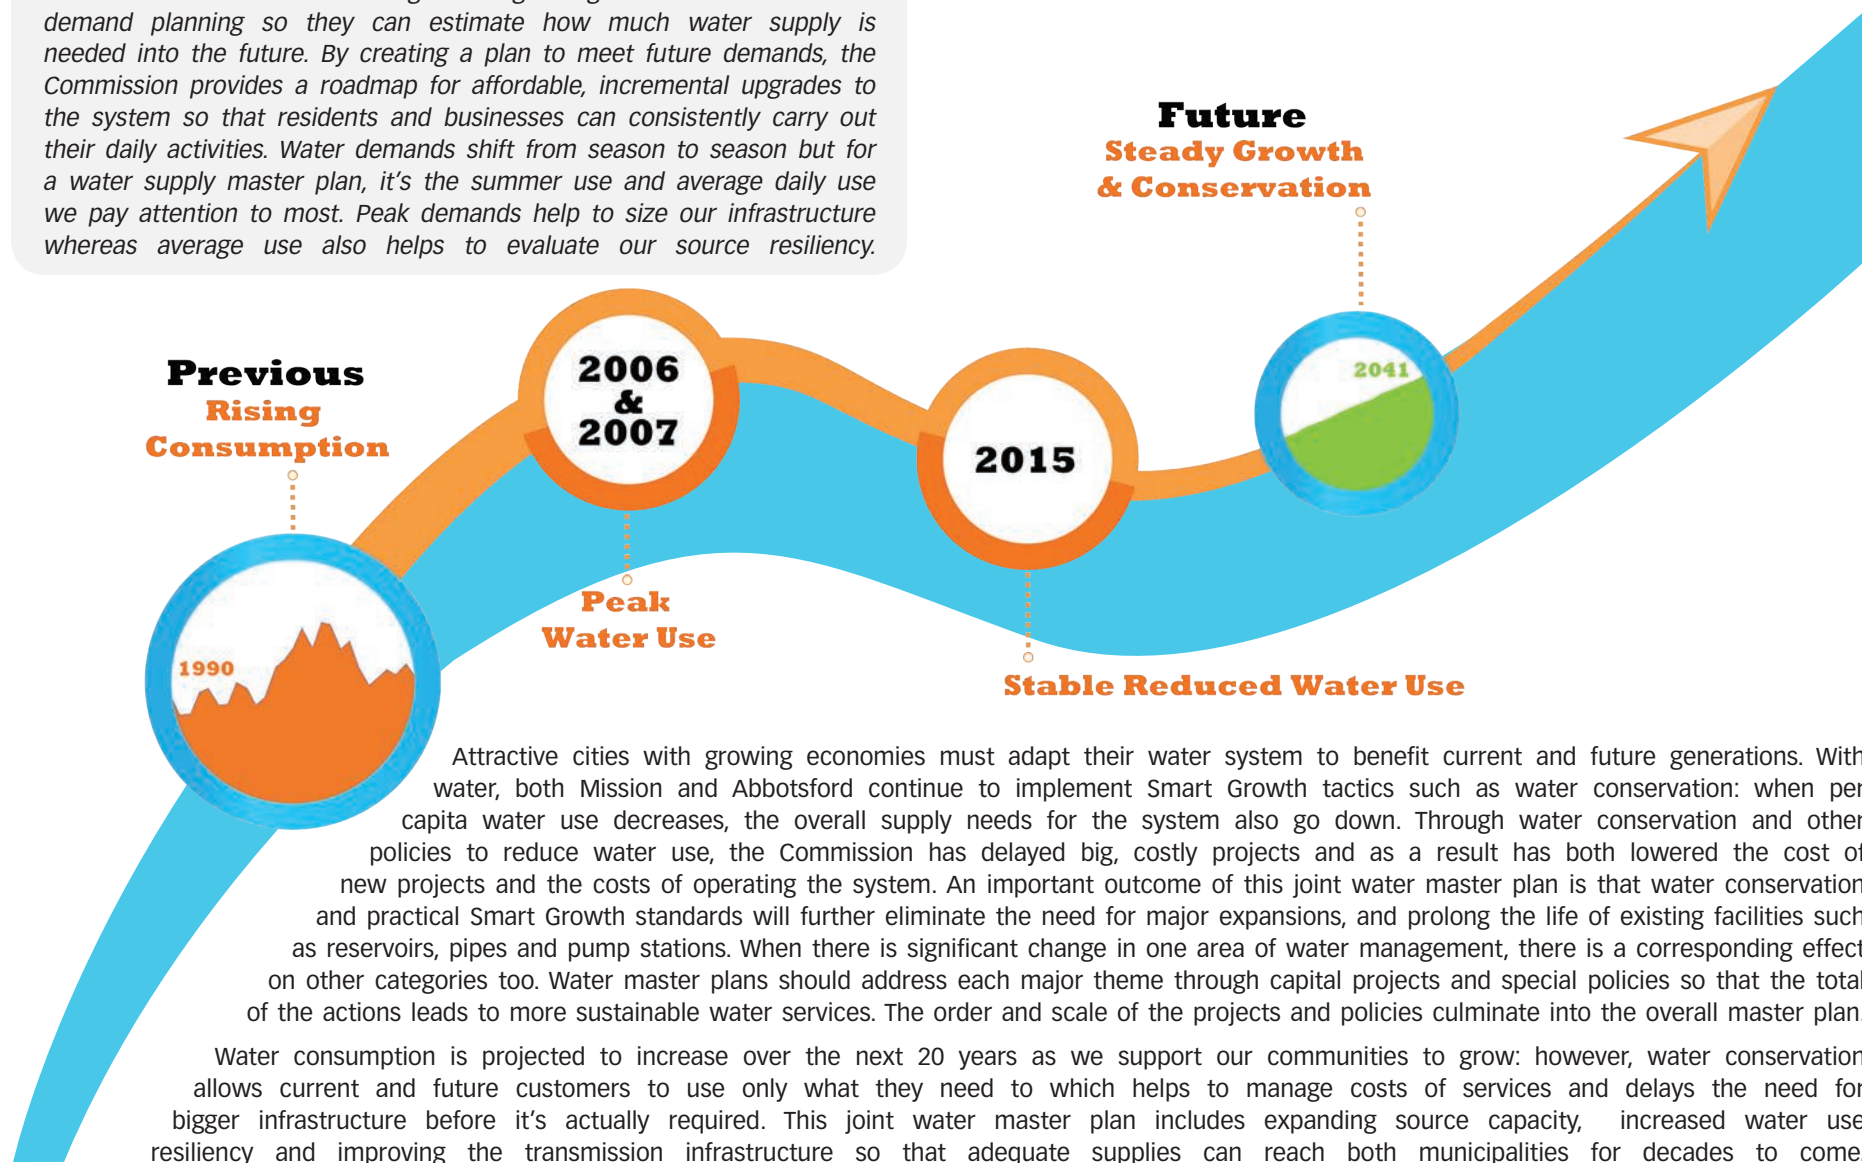 demand planning so they can estimate how much water supply is
needed into the future. By creating a plan to meet future demands, the
Commission provides a roadmap for affordable, incremental upgrades to
the system so that residents and businesses can consistently carry out
their daily activities. Water demands shift from season to season but for
a water supply master plan, it's the summer use and average daily use
we pay attention to most. Peak demands help to size our infrastructure
whereas average use also helps to evaluate our source resiliency.
Future
Steady Growth
& Conservation
Previous
Rising
Consumption
2006
&
2007
2015
2041
Peak
Water Use
1990
Stable Reduced Water Use
Attractive cities with growing economies must adapt their water system to benefit current and future generations. With
water, both Mission and Abbotsford continue to implement Smart Growth tactics such as water conservation: when per
capita water use decreases, the overall supply needs for the system also go down. Through water conservation and other
policies to reduce water use, the Commission has delayed big, costly projects and as a result has both lowered the cost of
new projects and the costs of operating the system. An important outcome of this joint water master plan is that water conservation
and practical Smart Growth standards will further eliminate the need for major expansions, and prolong the life of existing facilities such
as reservoirs, pipes and pump stations. When there is significant change in one area of water management, there is a corresponding effect
on other categories too. Water master plans should address each major theme through capital projects and special policies so that the total
of the actions leads to more sustainable water services. The order and scale of the projects and policies culminate into the overall master plan.
Water consumption is projected to increase over the next 20 years as we support our communities to grow: however, water conservation
allows current and future customers to use only what they need to which helps to manage costs of services and delays the need for
bigger infrastructure before it's actually required. This joint water master plan includes expanding source capacity, increased water use
resiliency and improving the transmission infrastructure so that adequate supplies can reach both municipalities for decades to come.